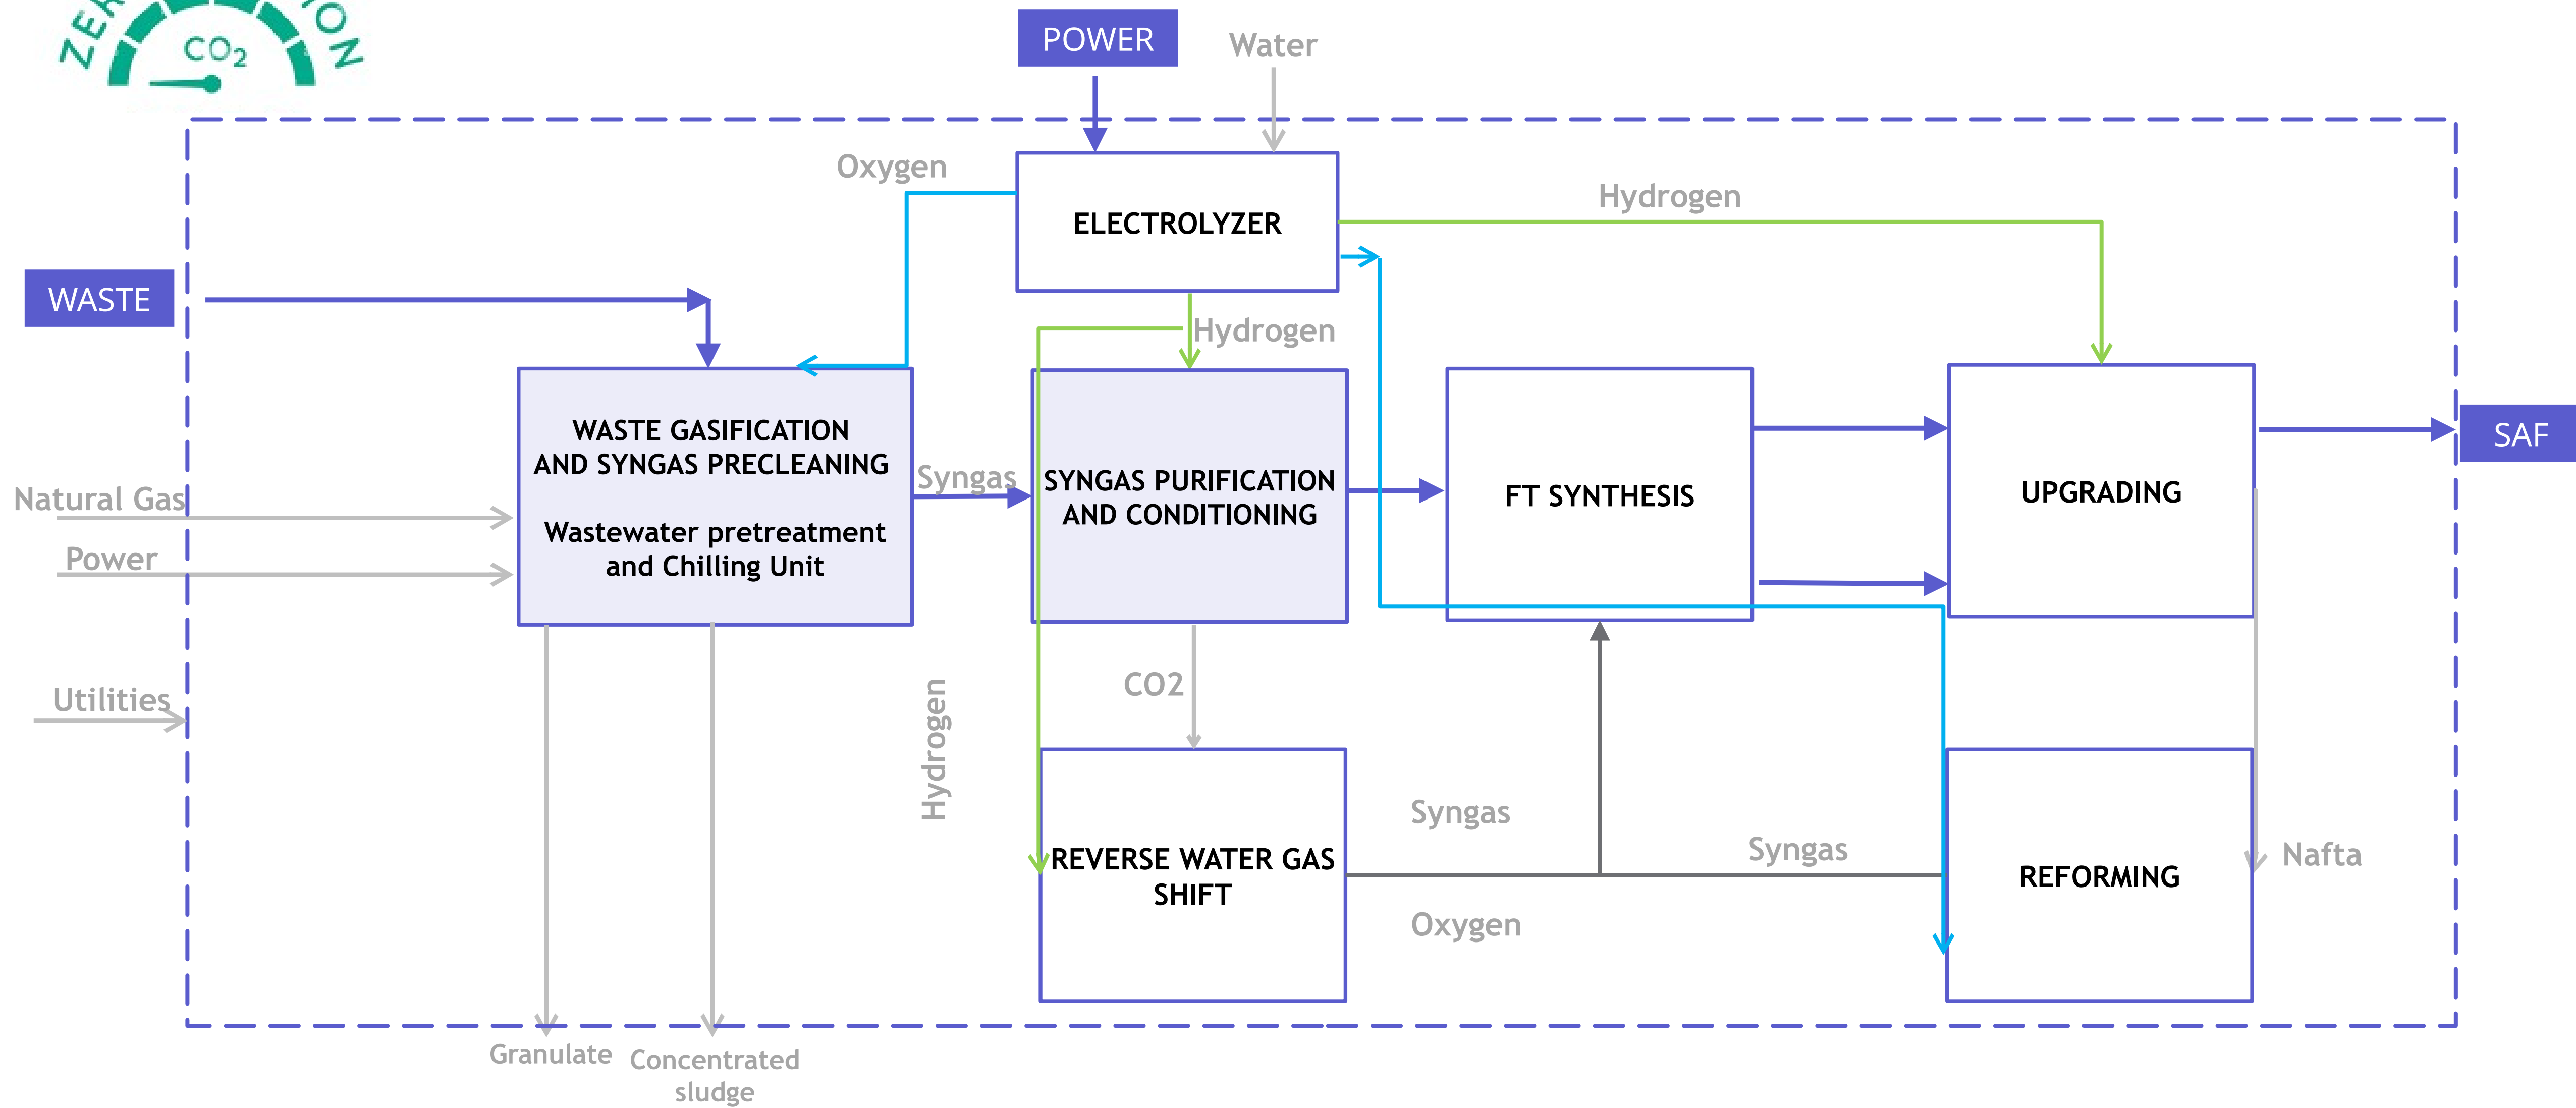 CO₂
POWER
Water
Oxygen
ELECTROLYZER
Hydrogen
WASTE
Hydrogen
WASTE GASIFICATION
AND SYNGAS PRECLEANING
Wastewater pretreatment
and Chilling Unit
Syngas
SYNGAS PURIFICATION
AND CONDITIONING
FT SYNTHESIS
UPGRADING
SAF
Natural Gas
Power
Utilities
Hydrogen
CO2
REVERSE WATER GAS
SHIFT
Syngas
Oxygen
Syngas
REFORMING
Nafta
Granulate
Concentrated
sludge